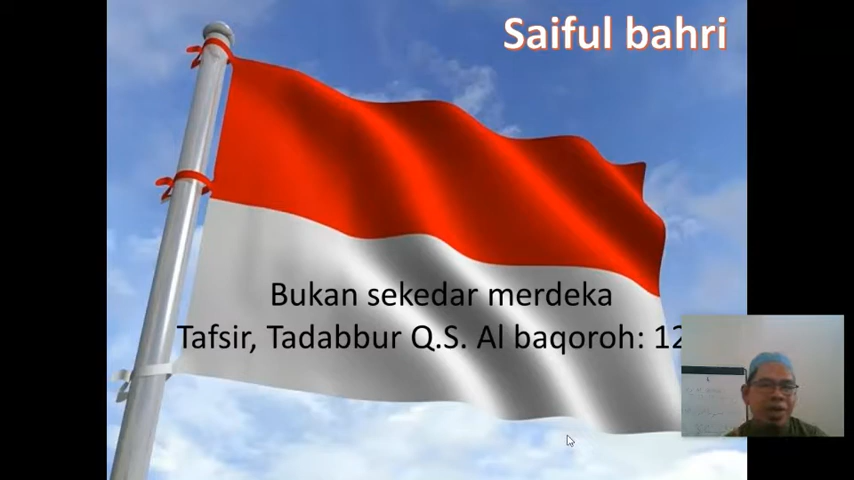 Saiful bahri
Bukan sekedar merdeka
Tafsir, Tadabbur Q.S. Al baqoroh: 12